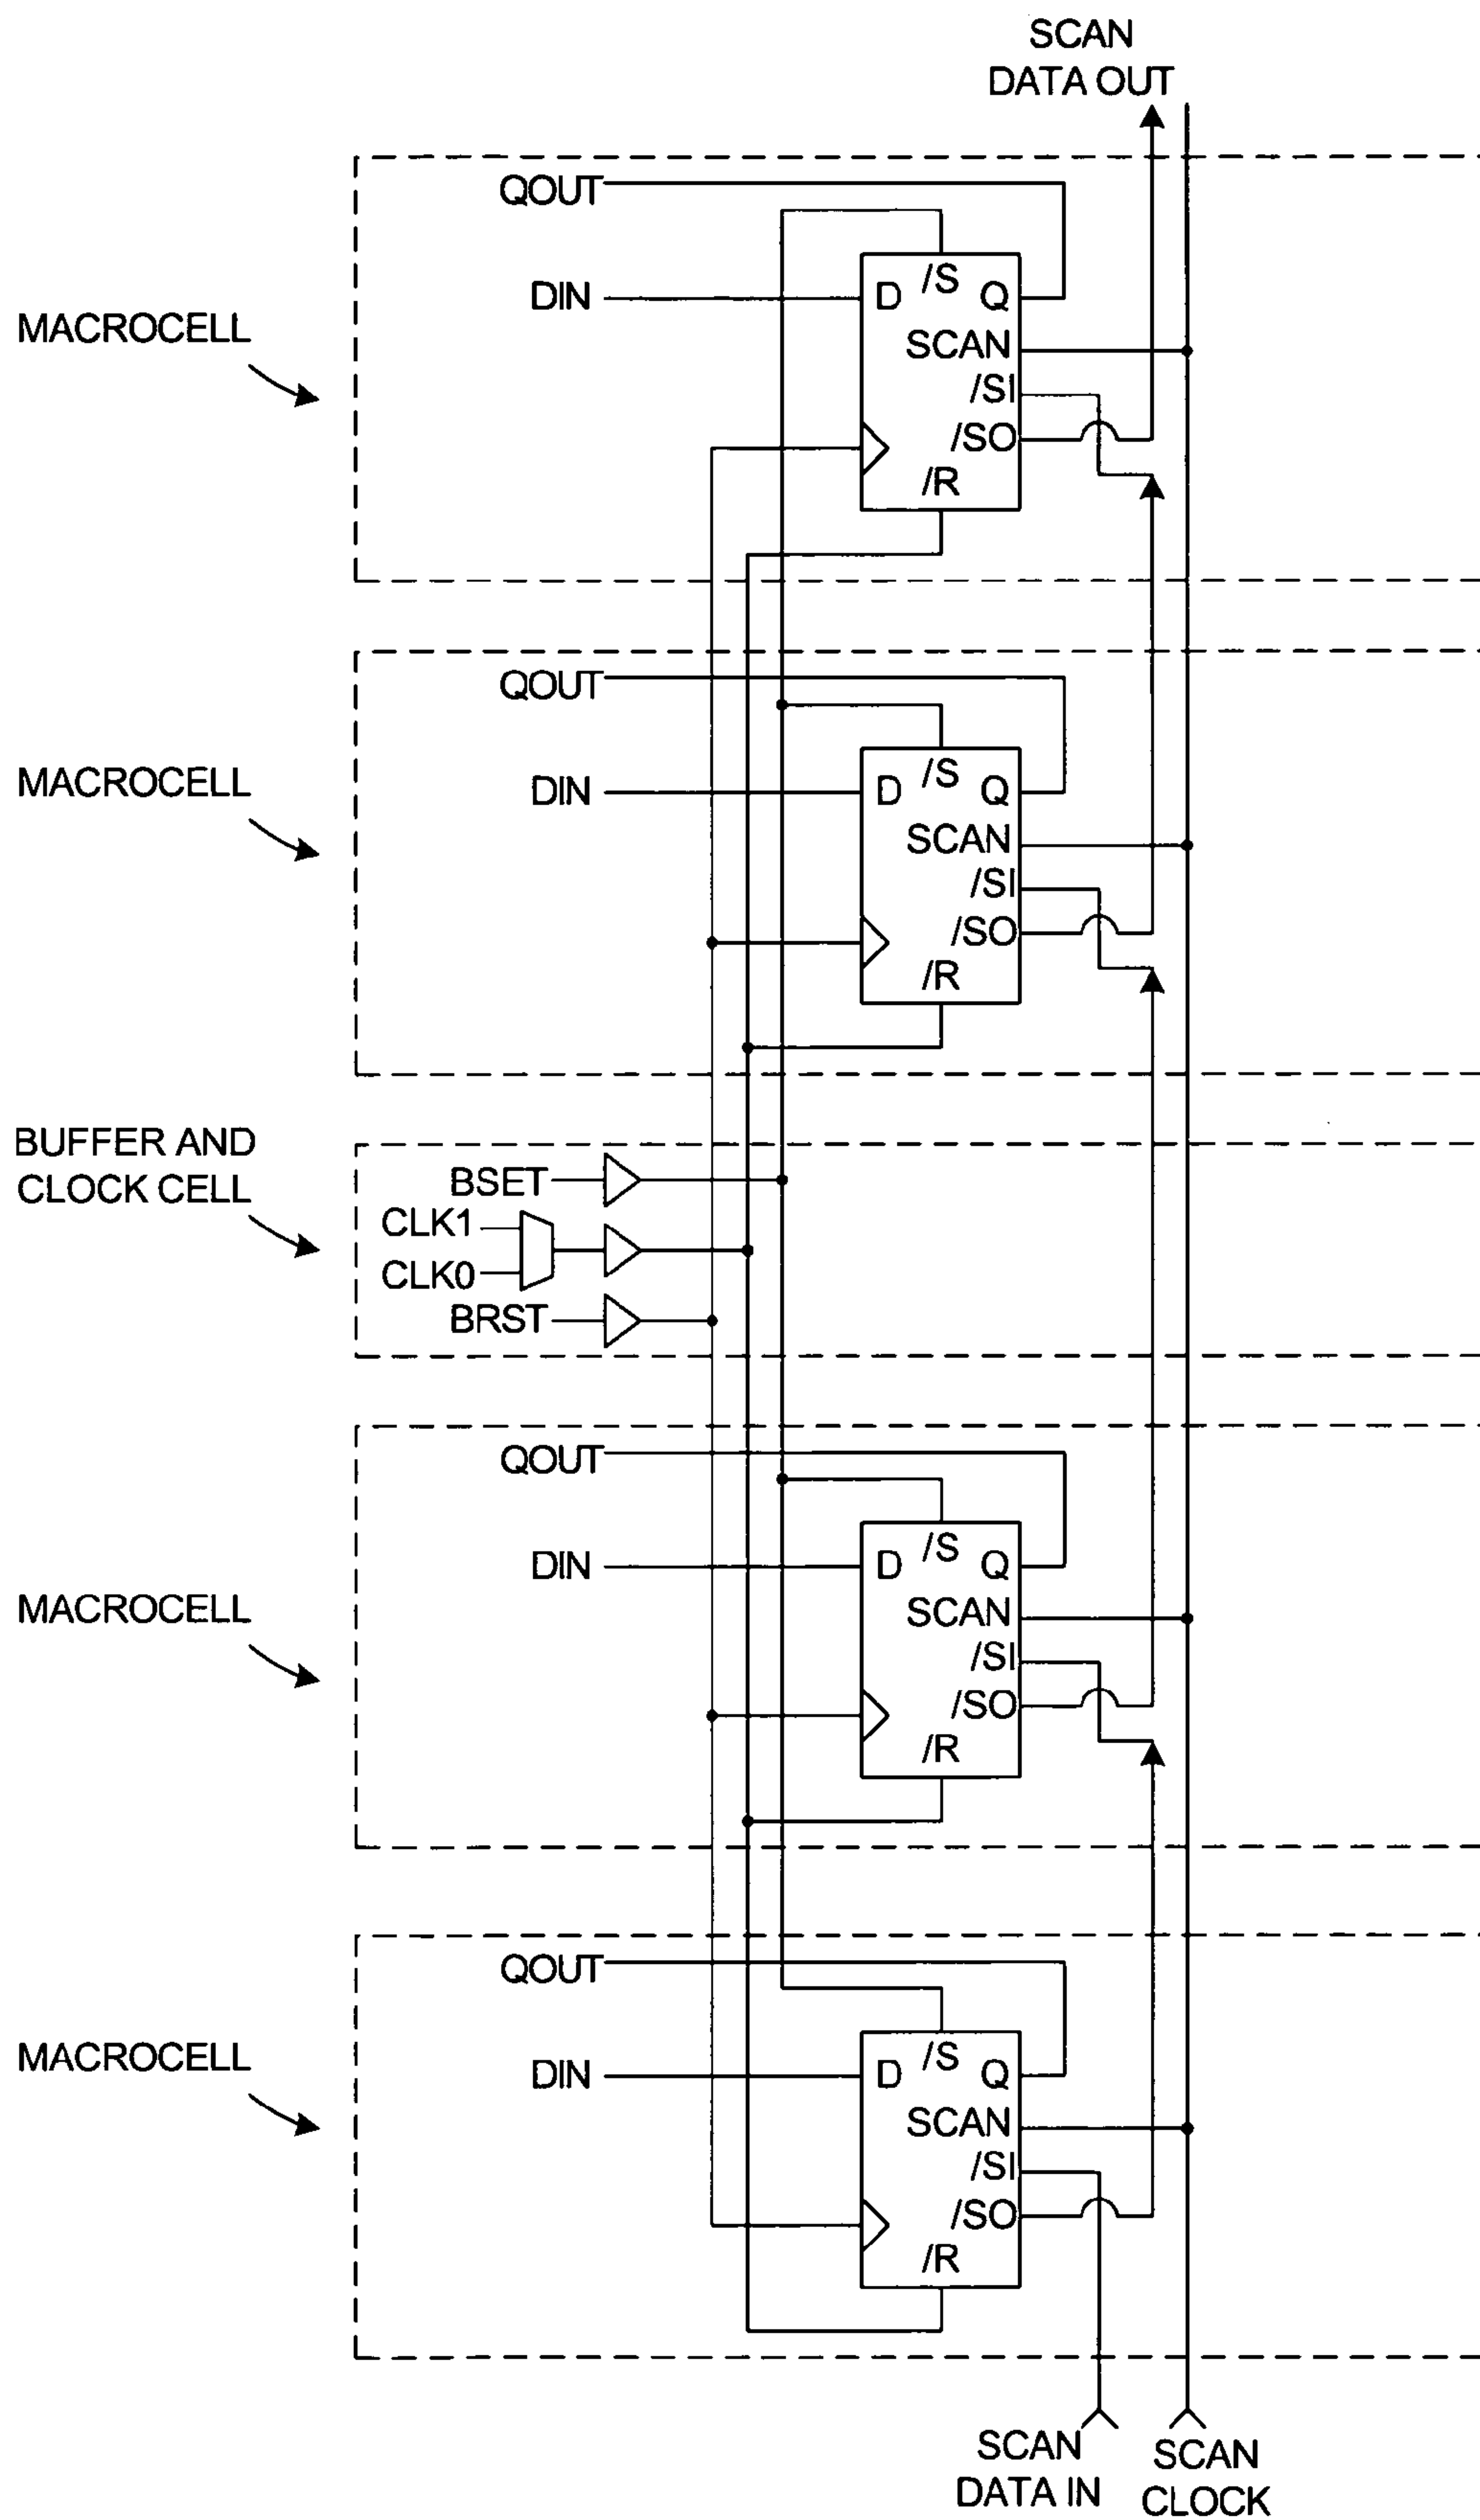 SCAN
DATA OUT
MACROCELL
QOUT
DIN
D
/S
Q
SCAN
/SI
/SO
/R
MACROCELL
QOUT
DIN
D
/S
Q
SCAN
/SI
/SO
/R
BUFFER AND
CLOCK CELL
BSET
CLK1
CLK0
BRST
MACROCELL
QOUT
DIN
D
/S
Q
SCAN
/SI
/SO
/R
MACROCELL
QOUT
DIN
D
/S
Q
SCAN
/SI
/SO
/R
SCAN
DATA IN
SCAN
CLOCK